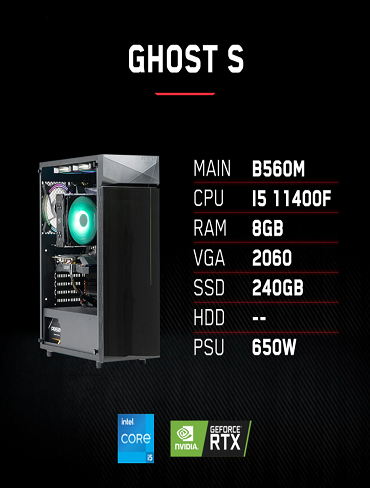 GHOST S
MAIN B560M
CPU I5 11400F
RAM 8GB
VGA 2060
SSD 240GB
HDD --
PSU 650W
intel
CORE
i5
NVIDIA.
GEFORCE
RTX